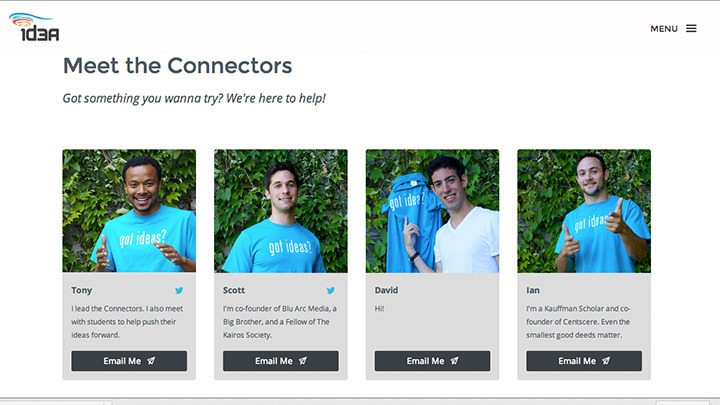 1d3A
MENU
Meet the Connectors
Got something you wanna try? We're here to help!
got ideas?
got ideas?
got idea?
got ideas?
Tony
I lead the Connectors. I also meet
with students to help push their
ideas forward.
Email Me
Scott
I'm co-founder of Blu Arc Media, a
Big Brother, and a Fellow of The
Kairos Society.
Email Me
David
Hi!
Email Me
Ian
I'm a Kauffman Scholar and co-
founder of Centscere. Even the
smallest good deeds matter.
Email Me